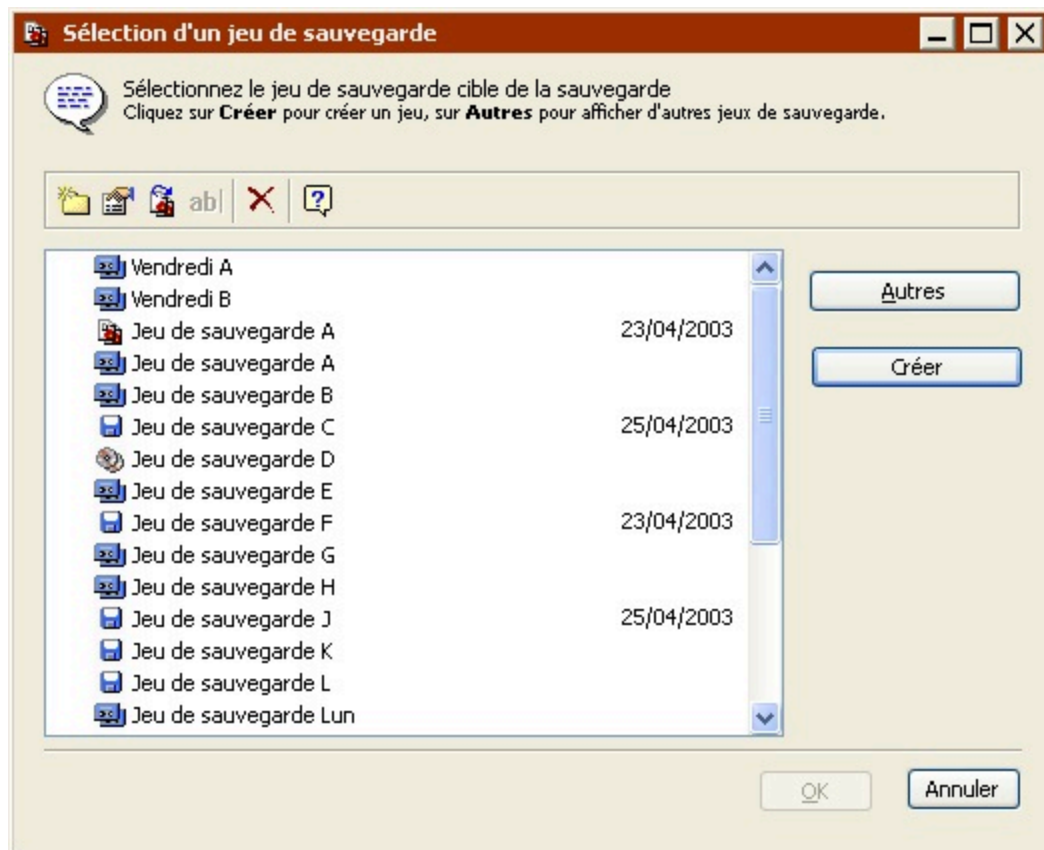 Sélection d'un jeu de sauvegarde
Sélectionnez le jeu de sauvegarde cible de la sauvegarde
Cliquez sur Créer pour créer un jeu, sur Autres pour afficher d'autres jeux de sauvegarde.
ab|
Vendredi A
Vendredi B
Jeu de sauvegarde A 23/04/2003
Jeu de sauvegarde A
Jeu de sauvegarde B
Jeu de sauvegarde C 25/04/2003
Jeu de sauvegarde D
Jeu de sauvegarde E
Jeu de sauvegarde F 23/04/2003
Jeu de sauvegarde G
Jeu de sauvegarde H
Jeu de sauvegarde J 25/04/2003
Jeu de sauvegarde K
Jeu de sauvegarde L
Jeu de sauvegarde Lun
Autres
Créer
OK
Annuler